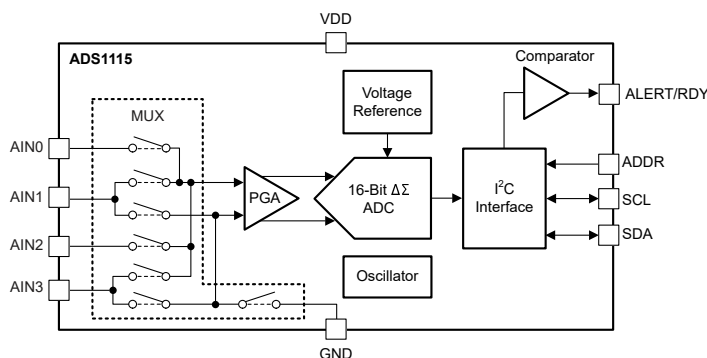 VDD
ADS1115
Comparator
Voltage
Reference
ALERT/RDY
MUX
AIN0
ADDR
AIN1
PGA
16-Bit ΔΣ
ADC
I²C
Interface
SCL
AIN2
SDA
Oscillator
AIN3
GND